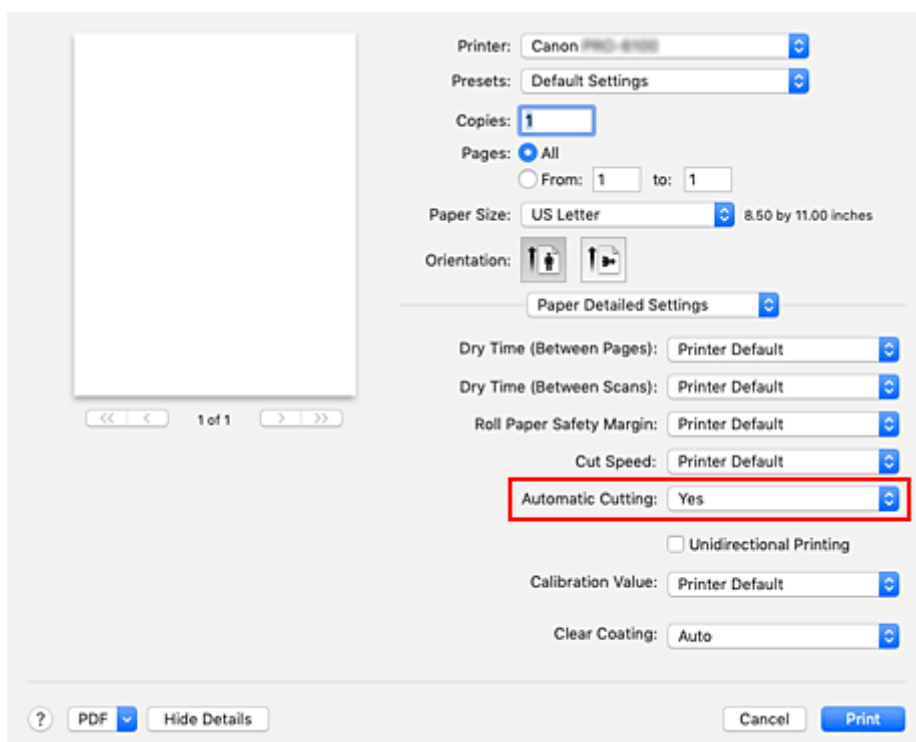 Printer: Canon
Presets: Default Settings
Copies: 1
Pages: All
From: 1 to: 1
Paper Size: US Letter 8.50 by 11.00 inches
Orientation:
Paper Detailed Settings
Dry Time (Between Pages): Printer Default
Dry Time (Between Scans): Printer Default
1 of 1
Roll Paper Safety Margin: Printer Default
Cut Speed: Printer Default
Automatic Cutting: Yes
Unidirectional Printing
Calibration Value: Printer Default
Clear Coating: Auto
? PDF Hide Details Cancel Print